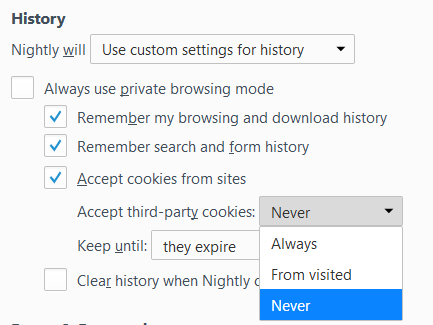 History
Nightly will Use custom settings for history
Always use private browsing mode
Remember my browsing and download history
Remember search and form history
Accept cookies from sites
Accept third-party cookies: Never
Always
Keep until: they expire
From visited
Clear history when Nightly
Never